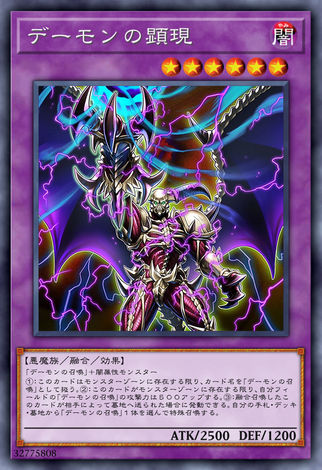 デーモンの顕現
闇
やみ
【悪魔族／融合／効果】
「デーモンの召喚」＋闇属性モンスター
①：このカードはモンスターゾーンに存在する限り、カード名を「デーモンの
召喚」として扱う。②：このカードがモンスターゾーンに存在する限り、自分フィ
ールドの「デーモンの召喚」の攻撃力は５００アップする。③：融合召喚したこ
のカードが相手によって墓地へ送られた場合に発動できる。自分の手札・デッキ
・墓地から「デーモンの召喚」１体を選んで特殊召喚する。
ATK/2500 DEF/1200
32775808